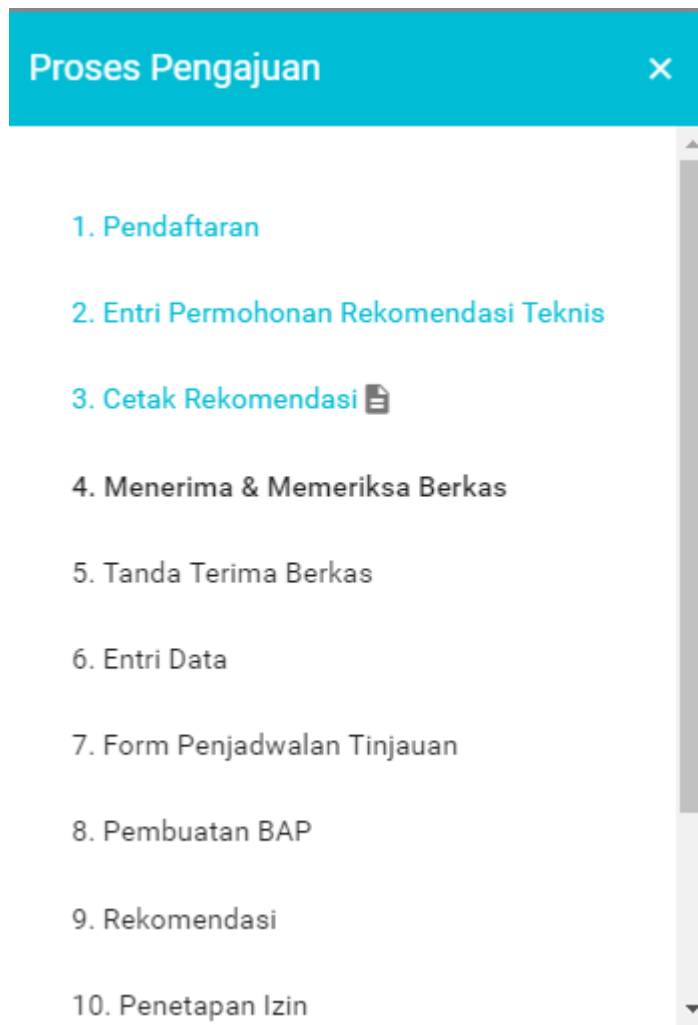 Proses Pengajuan
1. Pendaftaran
2. Entri Permohonan Rekomendasi Teknis
3. Cetak Rekomendasi
4. Menerima & Memeriksa Berkas
5. Tanda Terima Berkas
6. Entri Data
7. Form Penjadwalan Tinjauan
8. Pembuatan BAP
9. Rekomendasi
10. Penetapan Izin